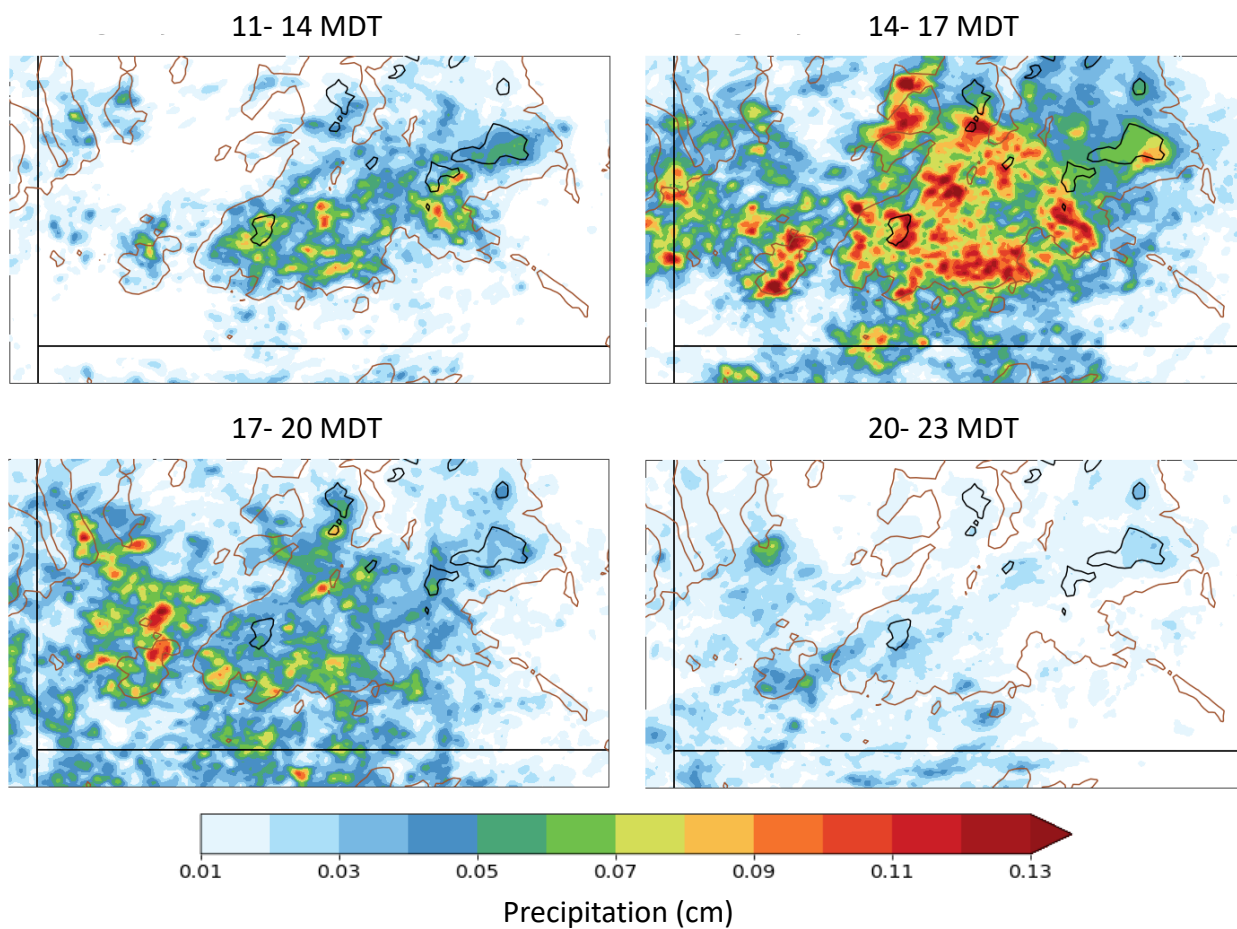 11- 14 MDT
14- 17 MDT
17- 20 MDT
20- 23 MDT
0.01 0.03 0.05 0.07 0.09 0.11 0.13
Precipitation (cm)